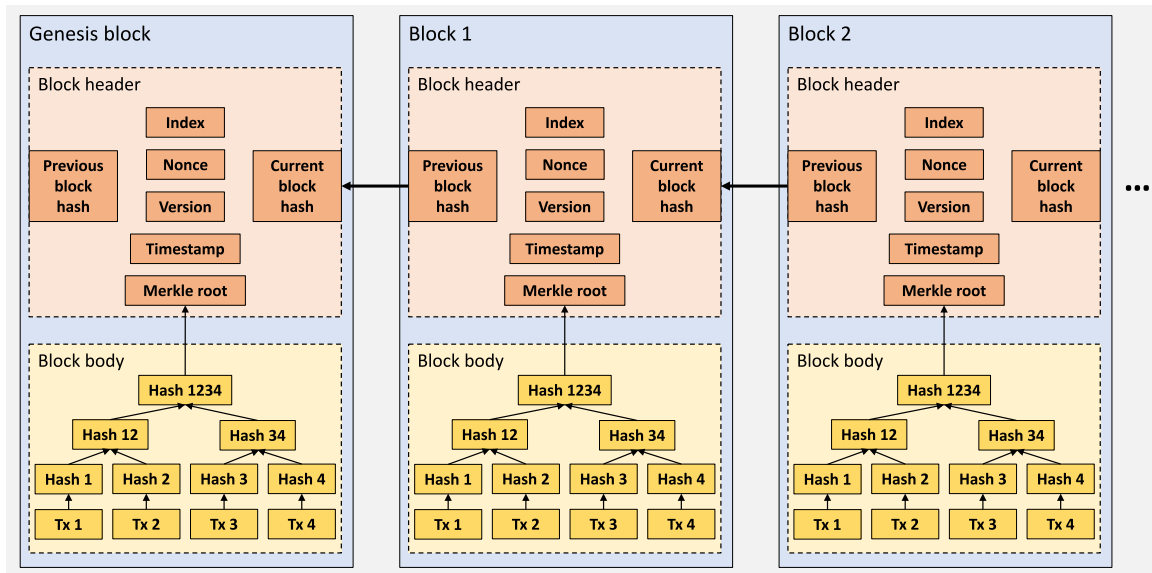 Genesis block
Block header
Index
Previous
block
hash
Nonce
Version
Current
block
hash
Timestamp
Merkle root
Block body
Hash 1234
Hash 12
Hash 34
Hash 1
Hash 2
Hash 3
Hash 4
Tx 1
Tx 2
Tx 3
Tx 4
Block 1
Block header
Index
Previous
block
hash
Nonce
Version
Current
block
hash
Timestamp
Merkle root
Block body
Hash 1234
Hash 12
Hash 34
Hash 1
Hash 2
Hash 3
Hash 4
Tx 1
Tx 2
Tx 3
Tx 4
Block 2
Block header
Index
Previous
block
hash
Nonce
Version
Current
block
hash
Timestamp
Merkle root
Block body
Hash 1234
Hash 12
Hash 34
Hash 1
Hash 2
Hash 3
Hash 4
Tx 1
Tx 2
Tx 3
Tx 4
...